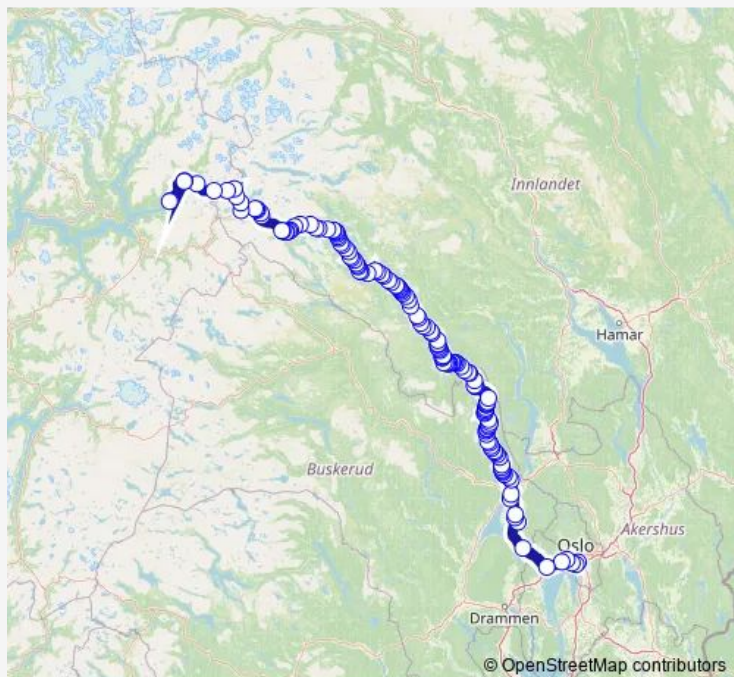 Innlandet
Hamar
Buskerud
Oslo
Akershus
Drammen
© OpenStreetMap contributors